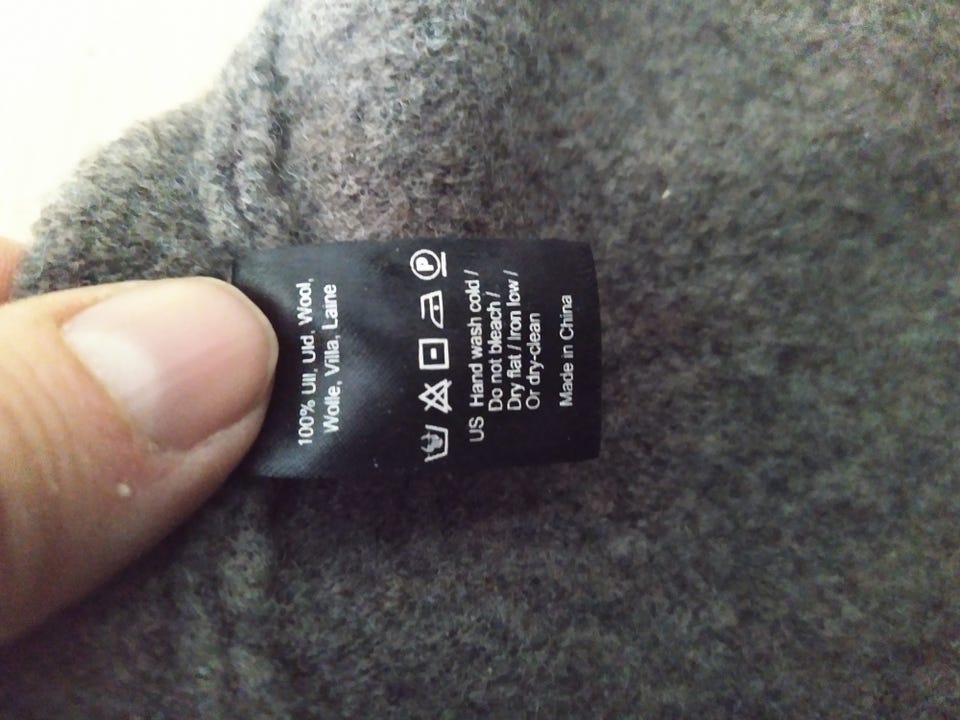 100% Ull, Uld, Wool,
Wolle, Villa, Laine
P
US Hand wash cold /
Do not bleach /
Dry flat / Iron low /
Or dry-clean
Made in China